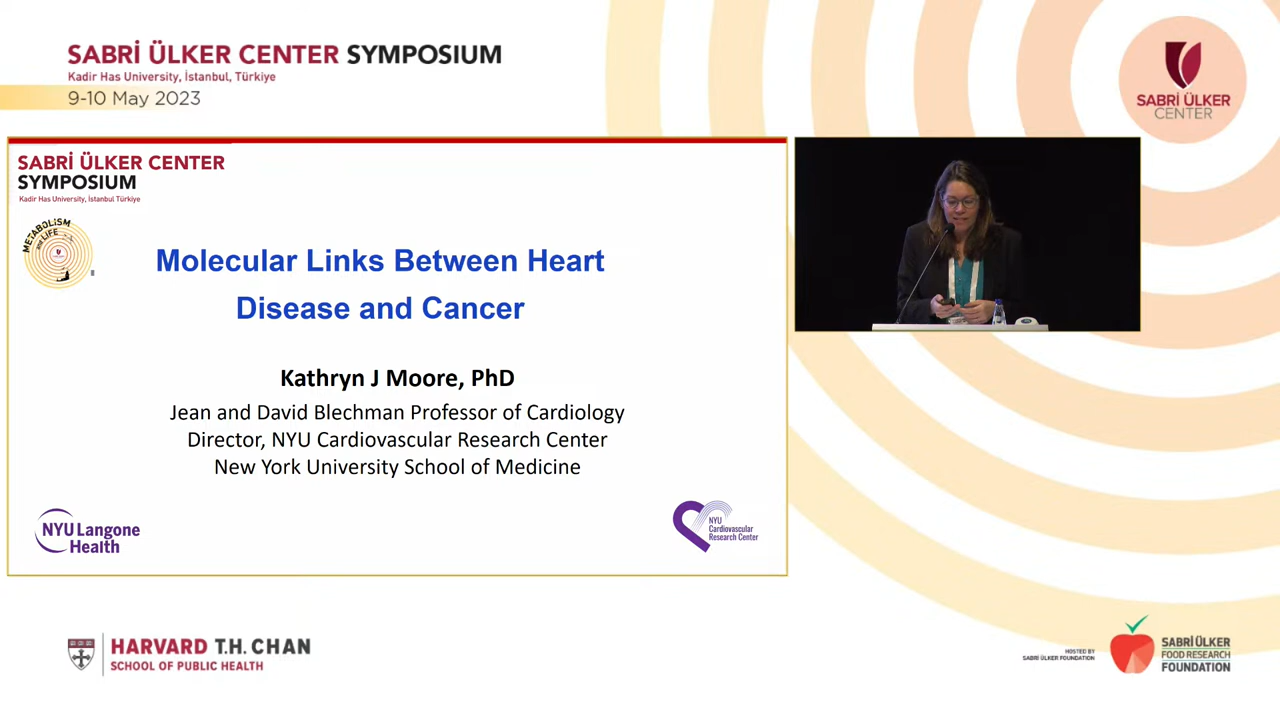 SABRİ ÜLKER CENTER SYMPOSIUM
Kadir Has University, İstanbul, Türkiye
9-10 May 2023
SABRİ ÜLKER
CENTER
SABRİ ÜLKER CENTER
SYMPOSIUM
Kadir Has University, İstanbul Türkiye
METABOLISM
and LIFE
Molecular Links Between Heart
Disease and Cancer
Kathryn J Moore, PhD
Jean and David Blechman Professor of Cardiology
Director, NYU Cardiovascular Research Center
New York University School of Medicine
NYU Langone
Health
NYU
Cardiovascular
Research Center
HARVARD T.H. CHAN
SCHOOL OF PUBLIC HEALTH
HOSTED BY
SABRİ ÜLKER FOUNDATION
SABRİ ÜLKER
FOOD RESEARCH
FOUNDATION